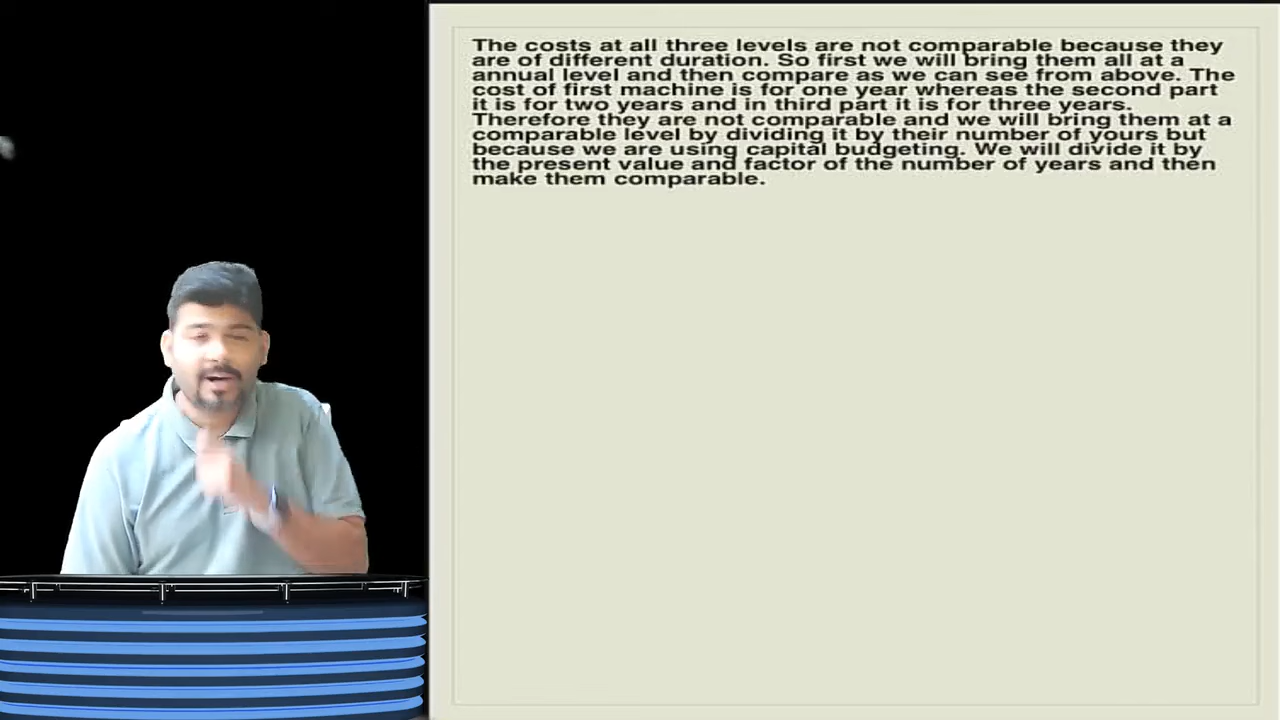 The costs at all three levels are not comparable because they
are of different duration. So first we will bring them all at a
annual level and then compare as we can see from above. The
cost of first machine is for one year whereas the second part
it is for two years and in third part it is for three years.
Therefore they are not comparable and we will bring them at a
comparable level by dividing it by their number of yours but
because we are using capital budgeting. We will divide it by
the present value and factor of the number of years and then
make them comparable.